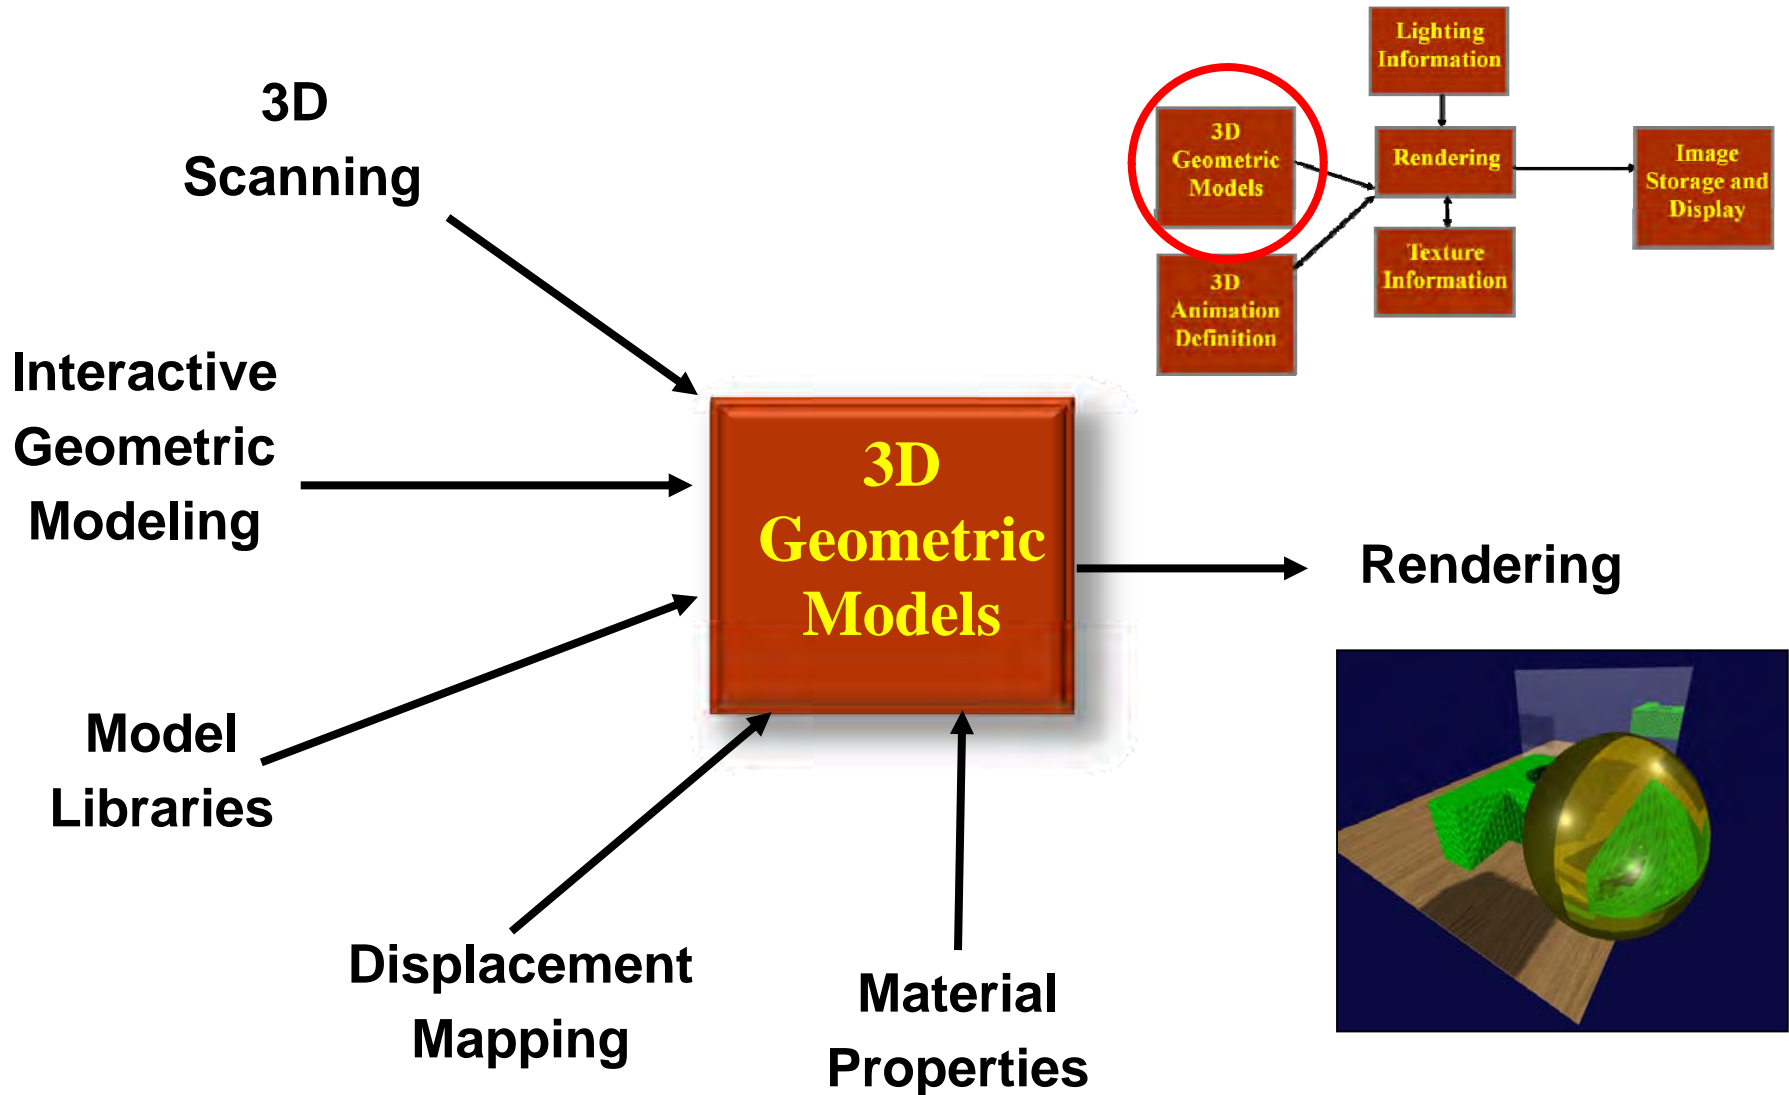 3D
Scanning
Interactive
Geometric
Modeling
Model
Libraries
Displacement
Mapping
Material
Properties
3D
Geometric
Models
Rendering
Lighting
Information
3D
Geometric
Models
Rendering
Image
Storage and
Display
Texture
Information
3D
Animation
Definition